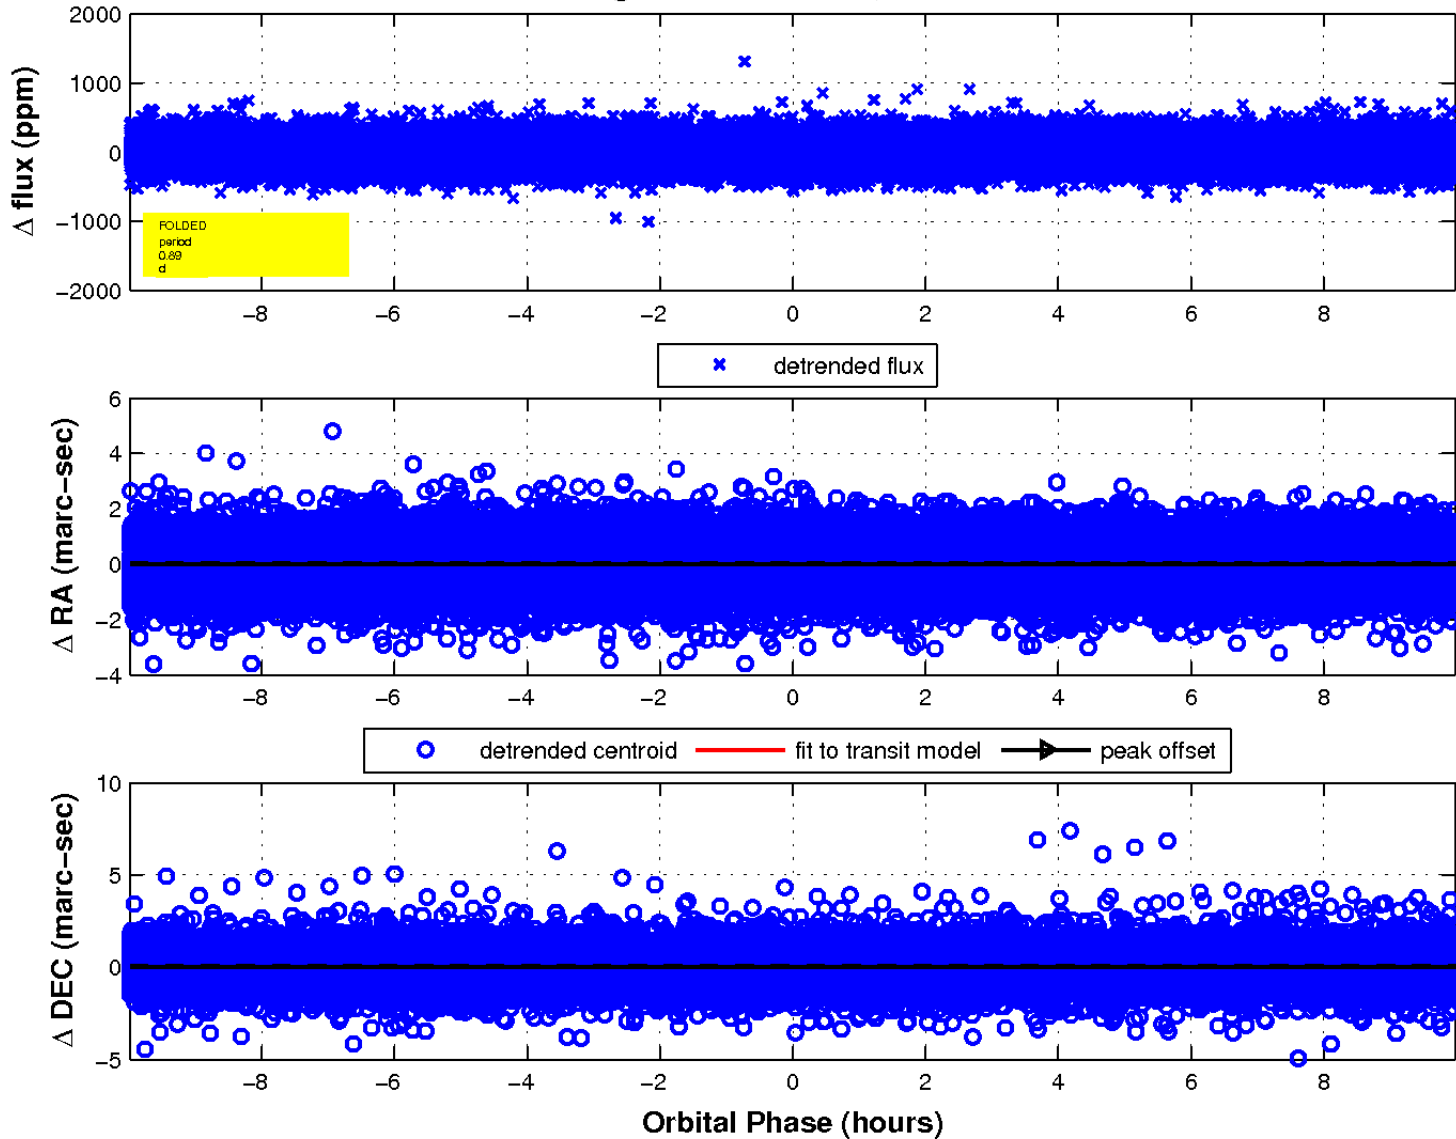 2000
1000
0
−1000
−2000
Δ flux (ppm)
FOLDED
period
0.89
d
−8 −6 −4 −2 0 2 4 6 8
detrended flux
6
4
2
0
−2
−4
Δ RA (marc−sec)
−8 −6 −4 −2 0 2 4 6 8
detrended centroid fit to transit model peak offset
10
5
0
−5
Δ DEC (marc−sec)
−8 −6 −4 −2 0 2 4 6 8
Orbital Phase (hours)